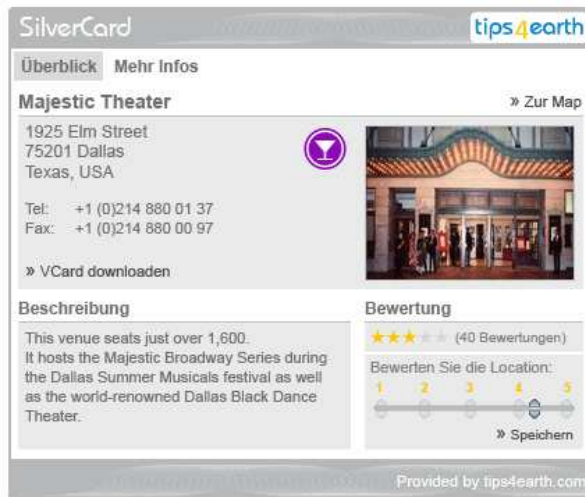 SilverCard
tips4earth
Überblick Mehr Infos
Majestic Theater
» Zur Map
1925 Elm Street
75201 Dallas
Texas, USA
Tel: +1 (0)214 880 01 37
Fax: +1 (0)214 880 00 97
» VCard downloaden
Beschreibung
This venue seats just over 1,600.
It hosts the Majestic Broadway Series during
the Dallas Summer Musicals festival as well
as the world-renowned Dallas Black Dance
Theater.
Bewertung
(40 Bewertungen)
Bewerten Sie die Location:
1 2 3 4 5
» Speichern
Provided by tips4earth.com